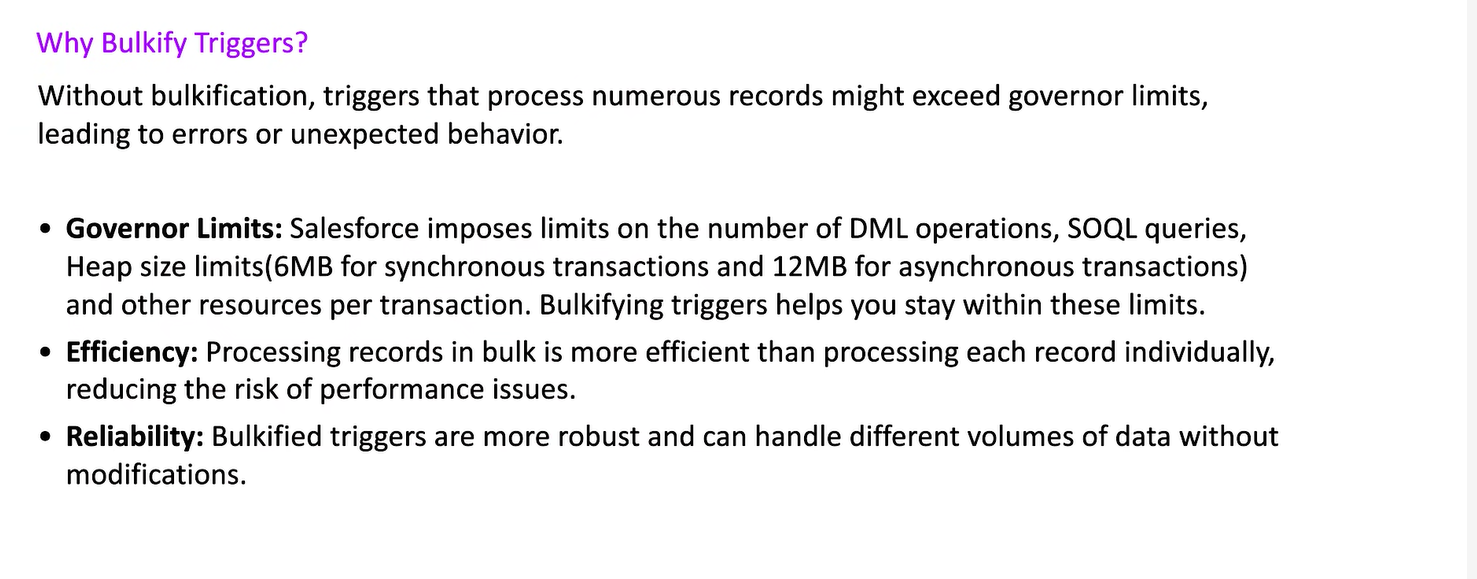 Why Bulkify Triggers?
Without bulkification, triggers that process numerous records might exceed governor limits,
leading to errors or unexpected behavior.
• Governor Limits: Salesforce imposes limits on the number of DML operations, SOQL queries,
Heap size limits(6MB for synchronous transactions and 12MB for asynchronous transactions)
and other resources per transaction. Bulkifying triggers helps you stay within these limits.
• Efficiency: Processing records in bulk is more efficient than processing each record individually,
reducing the risk of performance issues.
• Reliability: Bulkified triggers are more robust and can handle different volumes of data without
modifications.